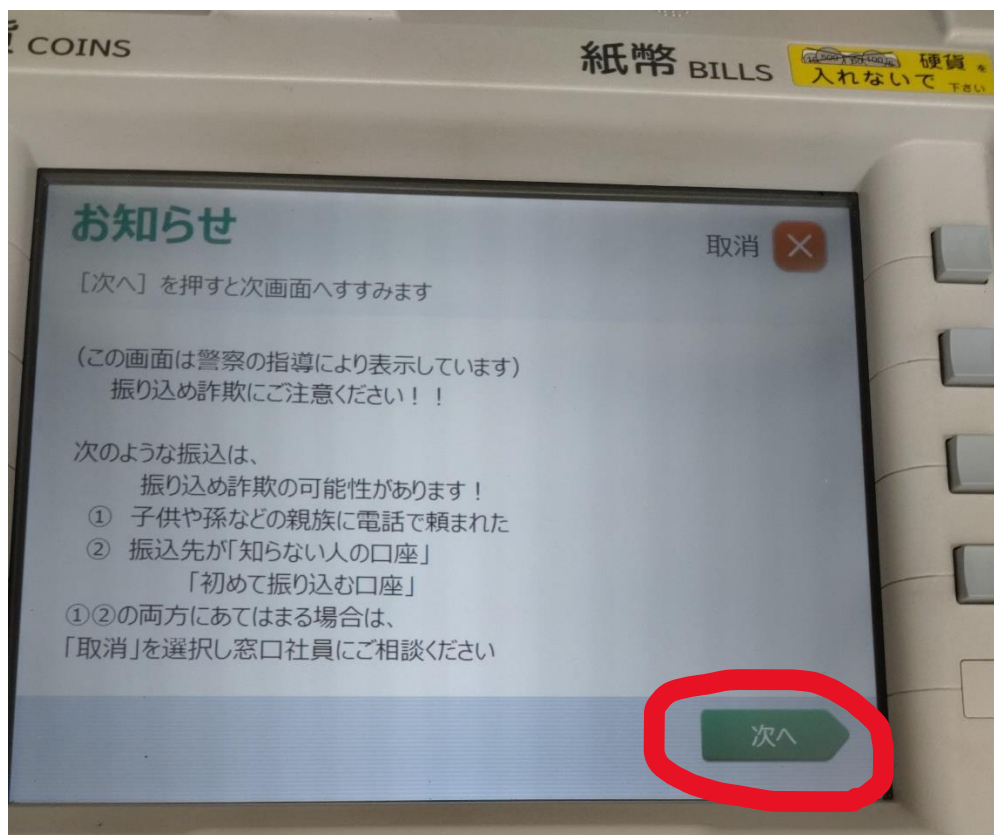 COINS
紙幣 BILLS
硬貨を
入れないで下さい
お知らせ
取消
[次へ] を押すと次画面へすすみます
(この画面は警察の指導により表示しています)
振り込め詐欺にご注意ください！！
次のような振込は、
振り込め詐欺の可能性があります！
① 子供や孫などの親族に電話で頼まれた
② 振込先が「知らない人の口座」
「初めて振り込む口座」
①②の両方にあてはまる場合は、
「取消」を選択し窓口社員にご相談ください
次へ